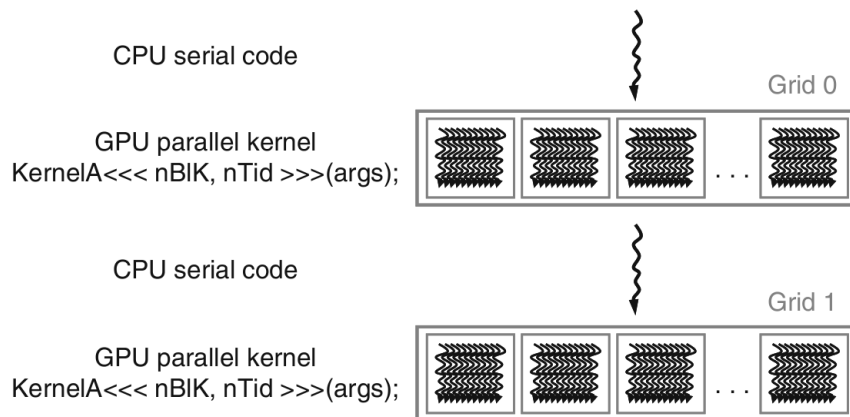 CPU serial code
Grid 0
GPU parallel kernel
KernelA<<< nBlK, nTid >>>(args);
. . .
CPU serial code
Grid 1
GPU parallel kernel
KernelA<<< nBlK, nTid >>>(args);
. . .